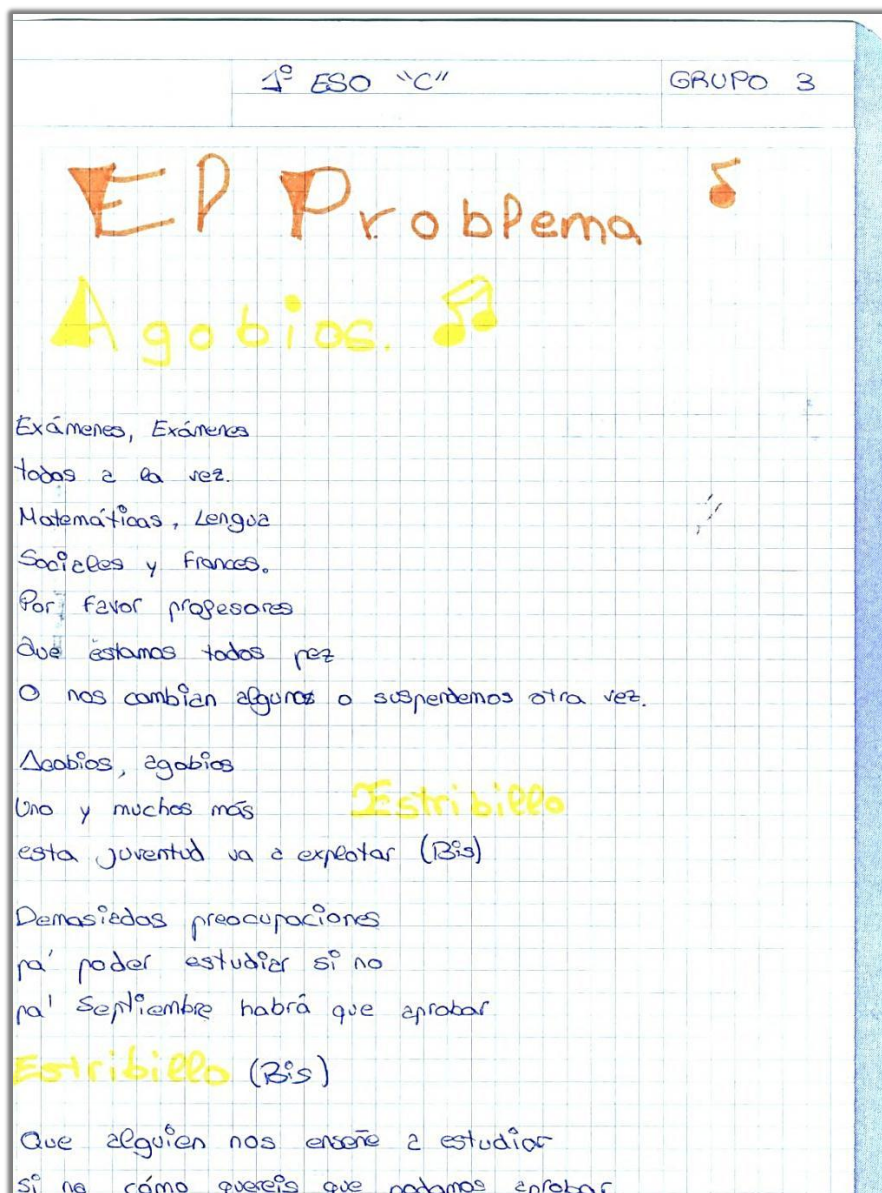 1º ESO "C" GRUPO 3
El Problema
Agobios.
Exámenes, Exámenes
todos a la vez.
Matemáticas, Lengua
Sociales y Frances.
Por favor profesores
Que estamos todos pez
O nos cambian algunos o suspendemos otra vez.
Agobios, agobios
Uno y muchos más Estribillo
esta juventud va a explotar (Bis)
Demasiadas preocupaciones
pa' poder estudiar si no
pa' Septiembre habrá que aprobar
Estribillo (Bis)
Que alguien nos enseñe a estudiar
si no cómo quereis que podamos aprobar